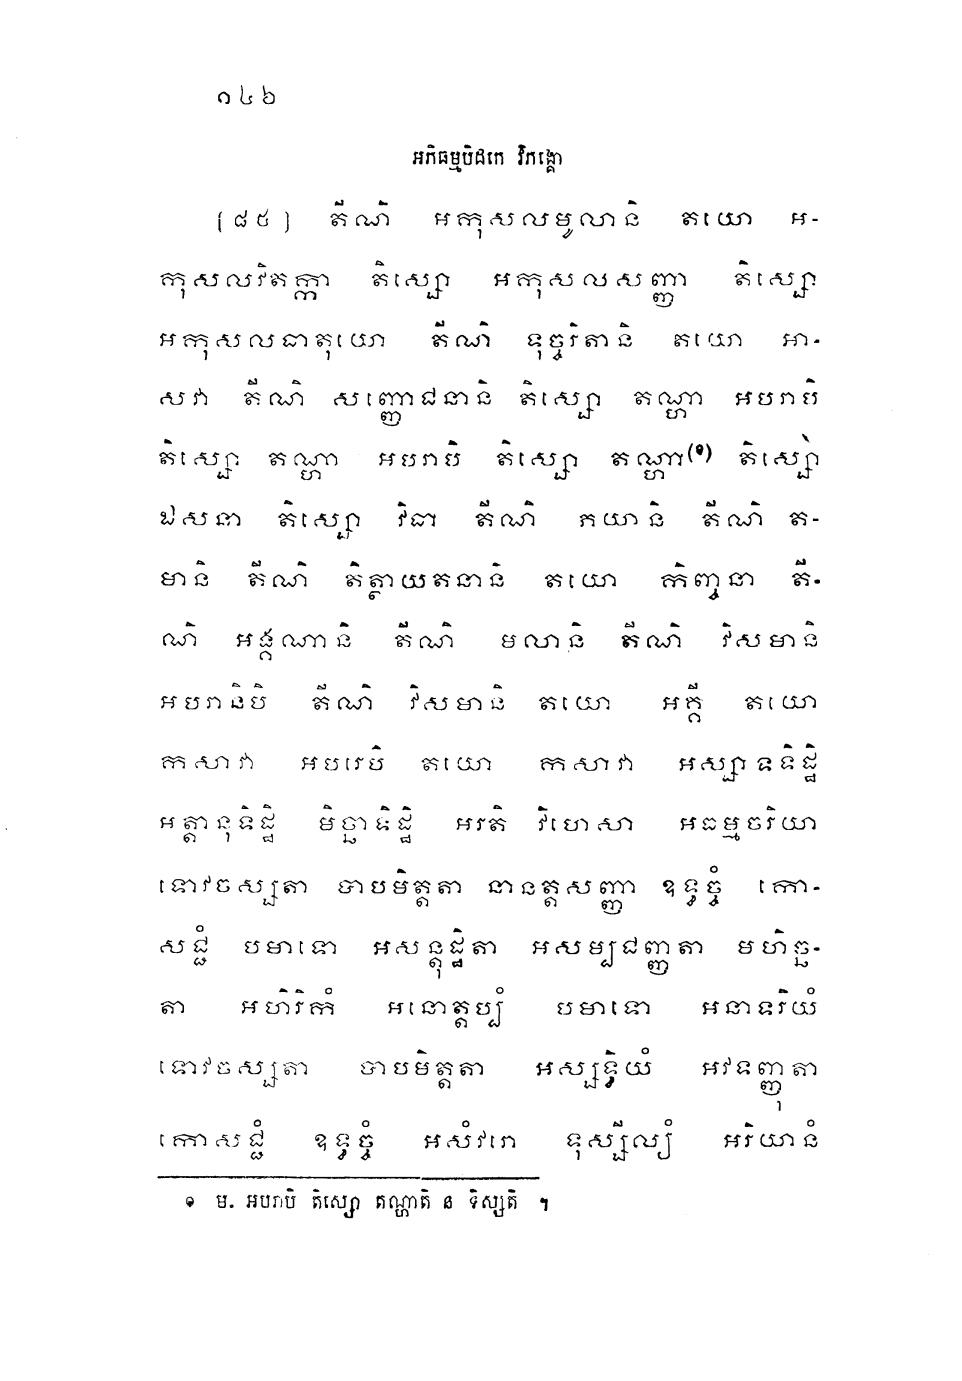 ១៤៦
អភិធម្មបិដកេ វិភង្គោ
[៨៥] តីណិ អកុសលមូលានិ តយោ អ-
កុសលវិតក្កា តិស្សោ អកុសលសញ្ញា តិស្សោ
អកុសលធាតុយោ តីណិ ទុច្ចរិតានិ តយោ អា-
សវា តីណិ សញ្ញោជនានិ តិស្សោ តណ្ហា អបរាបិ
តិស្សោ តណ្ហា អបរាបិ តិស្សោ តណ្ហា(១) តិស្សោ
ឯសនា តិស្សោ វិធា តីណិ ភយានិ តីណិ ត-
មានិ តីណិ តិត្ថាយតនានិ តយោ កិញ្ចនា តី-
ណិ អង្គណានិ តីណិ មលានិ តីណិ វិសមានិ
អបរានិបិ តីណិ វិសមានិ តយោ អគ្គី តយោ
កសាវា អបរេបិ តយោ កសាវា អស្សាទទិដ្ឋិ
អត្តានុទិដ្ឋិ មិច្ឆាទិដ្ឋិ អរតិ វិហេសា អធម្មចរិយា
ទោវចស្សតា បាបមិត្តតា នានត្តសញ្ញា ឧទ្ធច្ចំ កោ-
សជ្ជំ បមាទោ អសន្តុដ្ឋិតា អសម្បជញ្ញតា មហិច្ឆ-
តា អហិរិកំ អនោត្តប្បំ បមាទោ អនាទរិយំ
ទោវចស្សតា បាបមិត្តតា អស្សទ្ធិយំ អវទញ្ញុតា
កោសជ្ជំ ឧទ្ធច្ចំ អសំវរោ ទុស្សីល្យំ អរិយានំ
១ ម. អបរាបិ តិស្សោ តណ្ហាតិ ន ទិស្សតិ ។